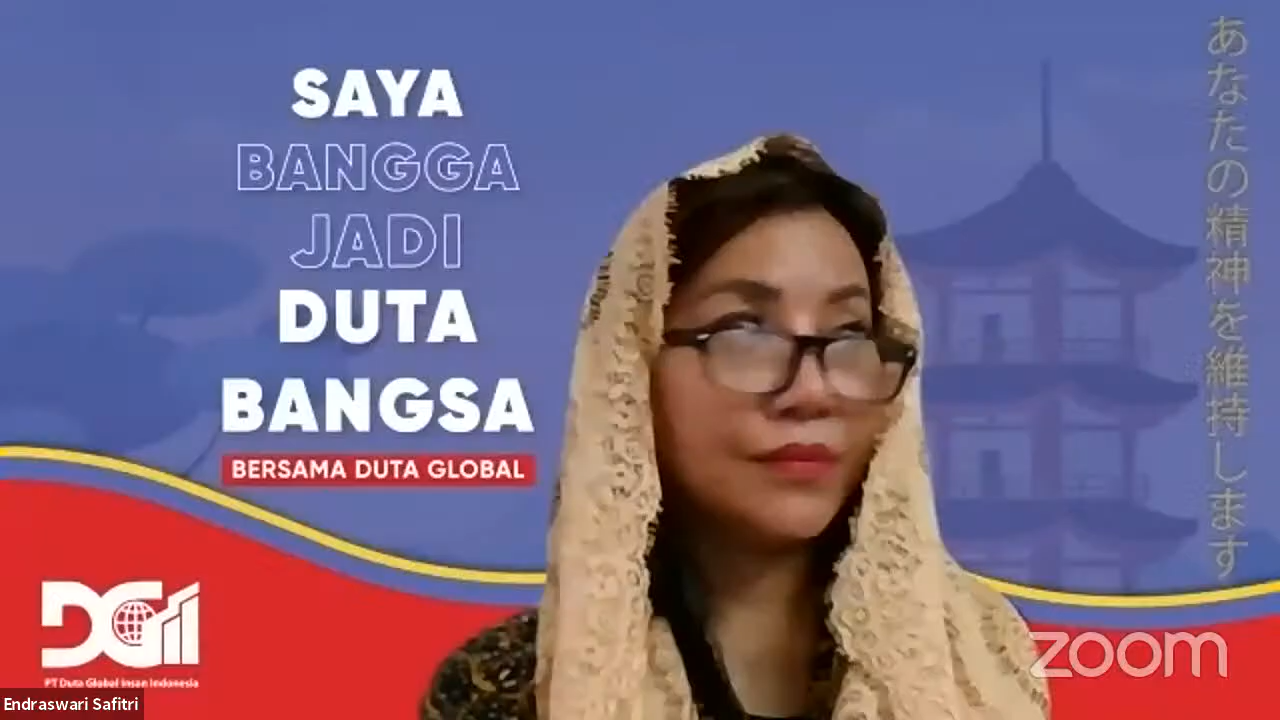 SAYA
BANGGA
JADI
DUTA
BANGSA
BERSAMA DUTA GLOBAL
あなたの精神を維持します
DGI
PT Duta Global Insan Indonesia
zoom
Endraswari Safitri